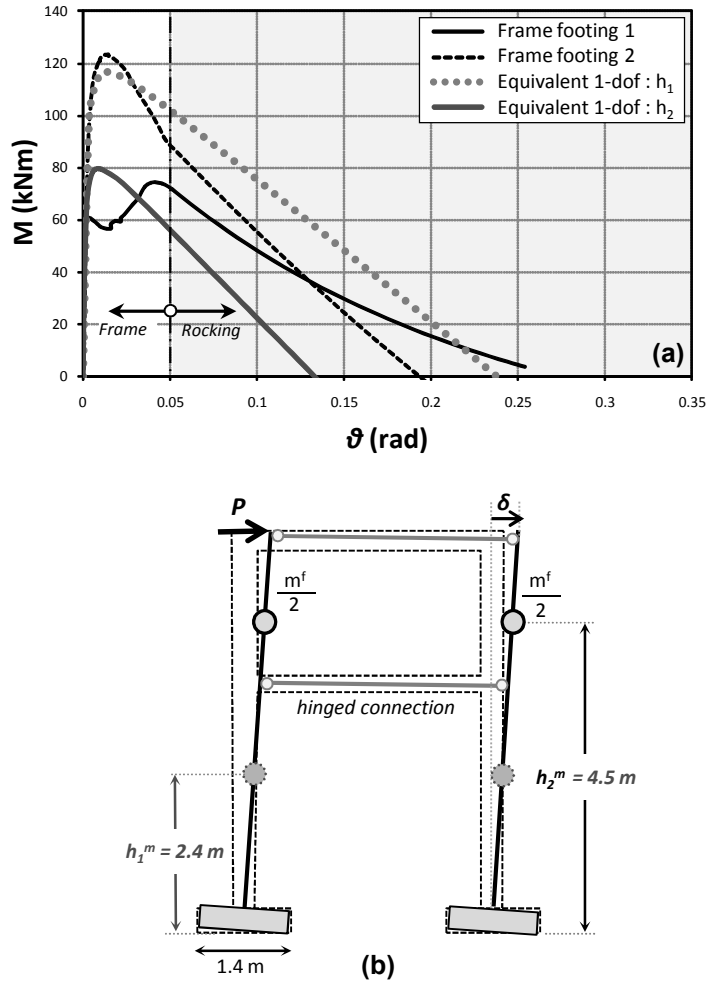 M (kNm)
140
120
100
80
60
40
20
0
Frame footing 1
Frame footing 2
Equivalent 1-dof : h₁
Equivalent 1-dof : h₂
Frame
Rocking
(a)
0
0.05
0.1
0.15
0.2
0.25
0.3
0.35
ϑ (rad)
P
δ
mᶠ
2
mᶠ
2
hinged connection
h₁ᵐ = 2.4 m
h₂ᵐ = 4.5 m
1.4 m
(b)